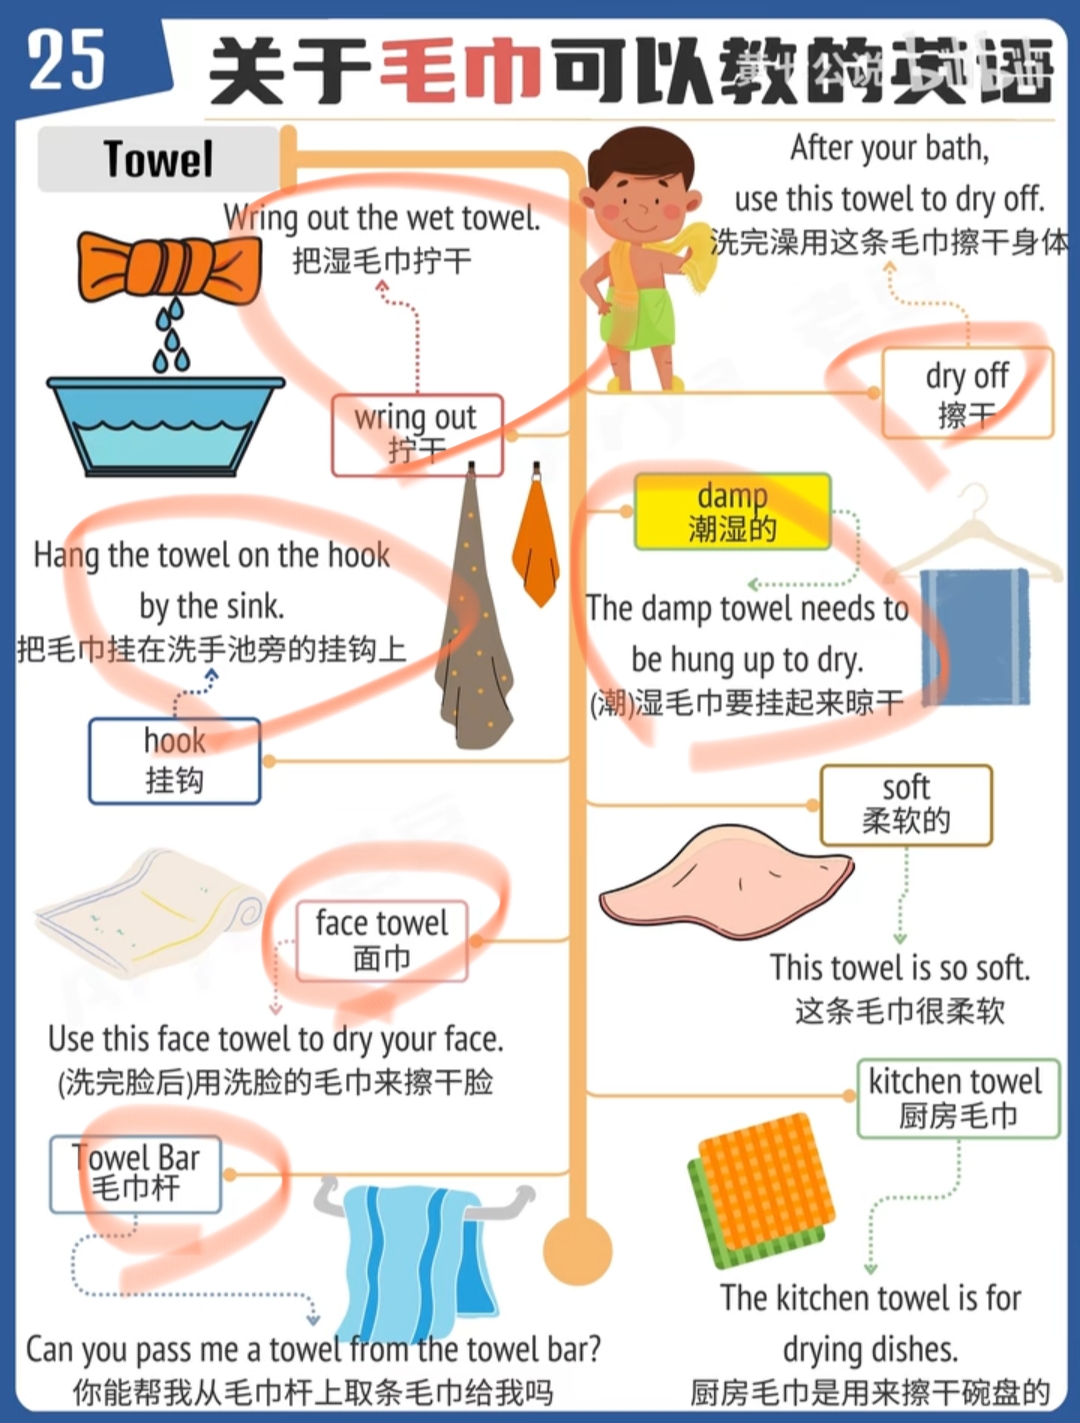 25
关于毛巾可以教的英语
Towel
Wring out the wet towel.
把湿毛巾拧干
wring out
拧干
After your bath,
use this towel to dry off.
洗完澡用这条毛巾擦干身体
dry off
擦干
damp
潮湿的
The damp towel needs to
be hung up to dry.
(潮)湿毛巾要挂起来晾干
Hang the towel on the hook
by the sink.
把毛巾挂在洗手池旁的挂钩上
hook
挂钩
soft
柔软的
This towel is so soft.
这条毛巾很柔软
face towel
面巾
Use this face towel to dry your face.
(洗完脸后)用洗脸的毛巾来擦干脸
kitchen towel
厨房毛巾
The kitchen towel is for
drying dishes.
厨房毛巾是用来擦干碗盘的
Towel Bar
毛巾杆
Can you pass me a towel from the towel bar?
你能帮我从毛巾杆上取条毛巾给我吗